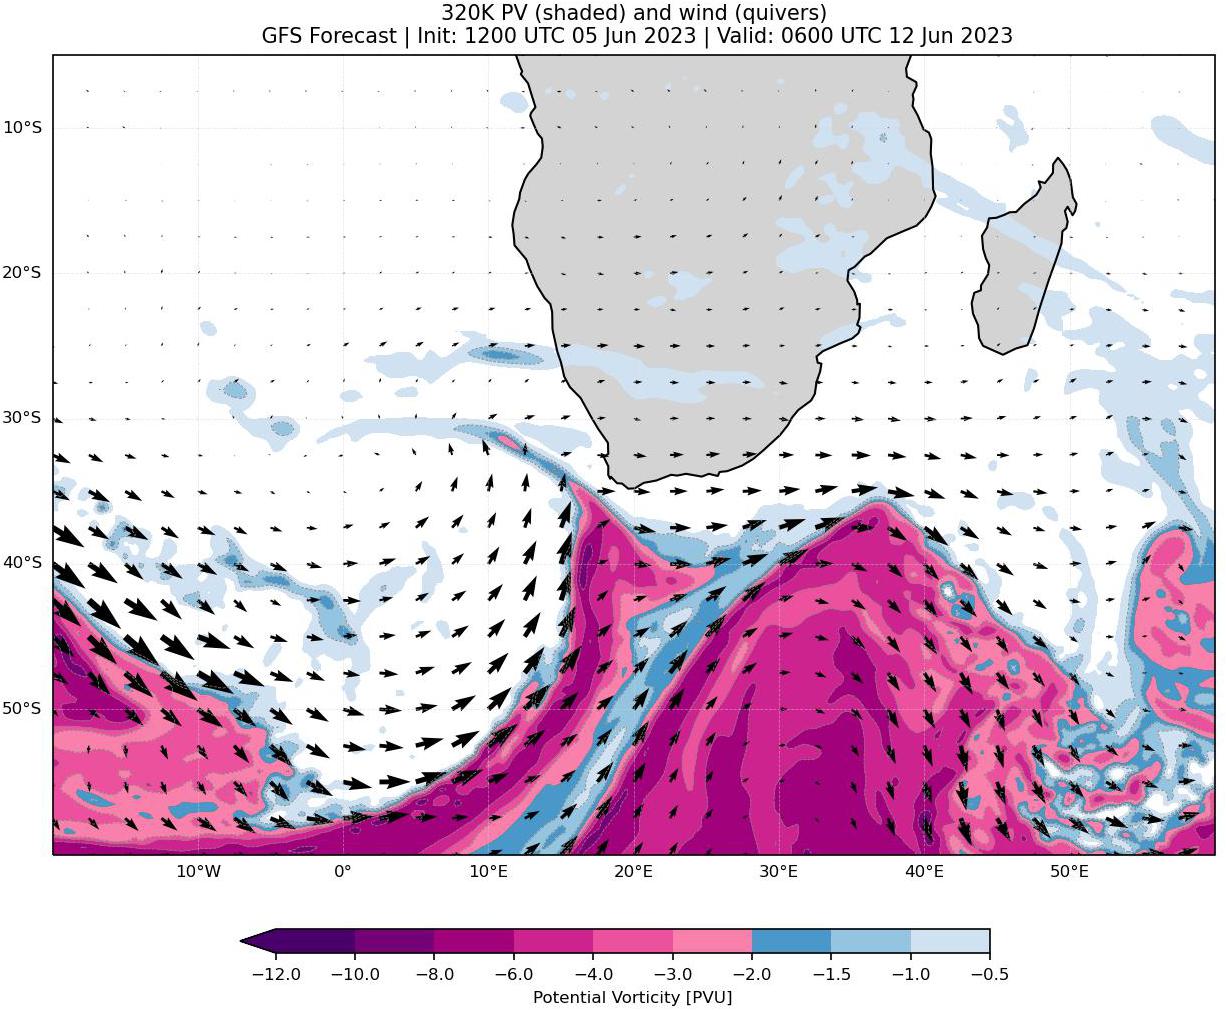 320K PV (shaded) and wind (quivers)
GFS Forecast | Init: 1200 UTC 05 Jun 2023 | Valid: 0600 UTC 12 Jun 2023
10°S
20°S
30°S
40°S
50°S
10°W 0° 10°E 20°E 30°E 40°E 50°E
−12.0 −10.0 −8.0 −6.0 −4.0 −3.0 −2.0 −1.5 −1.0 −0.5
Potential Vorticity [PVU]